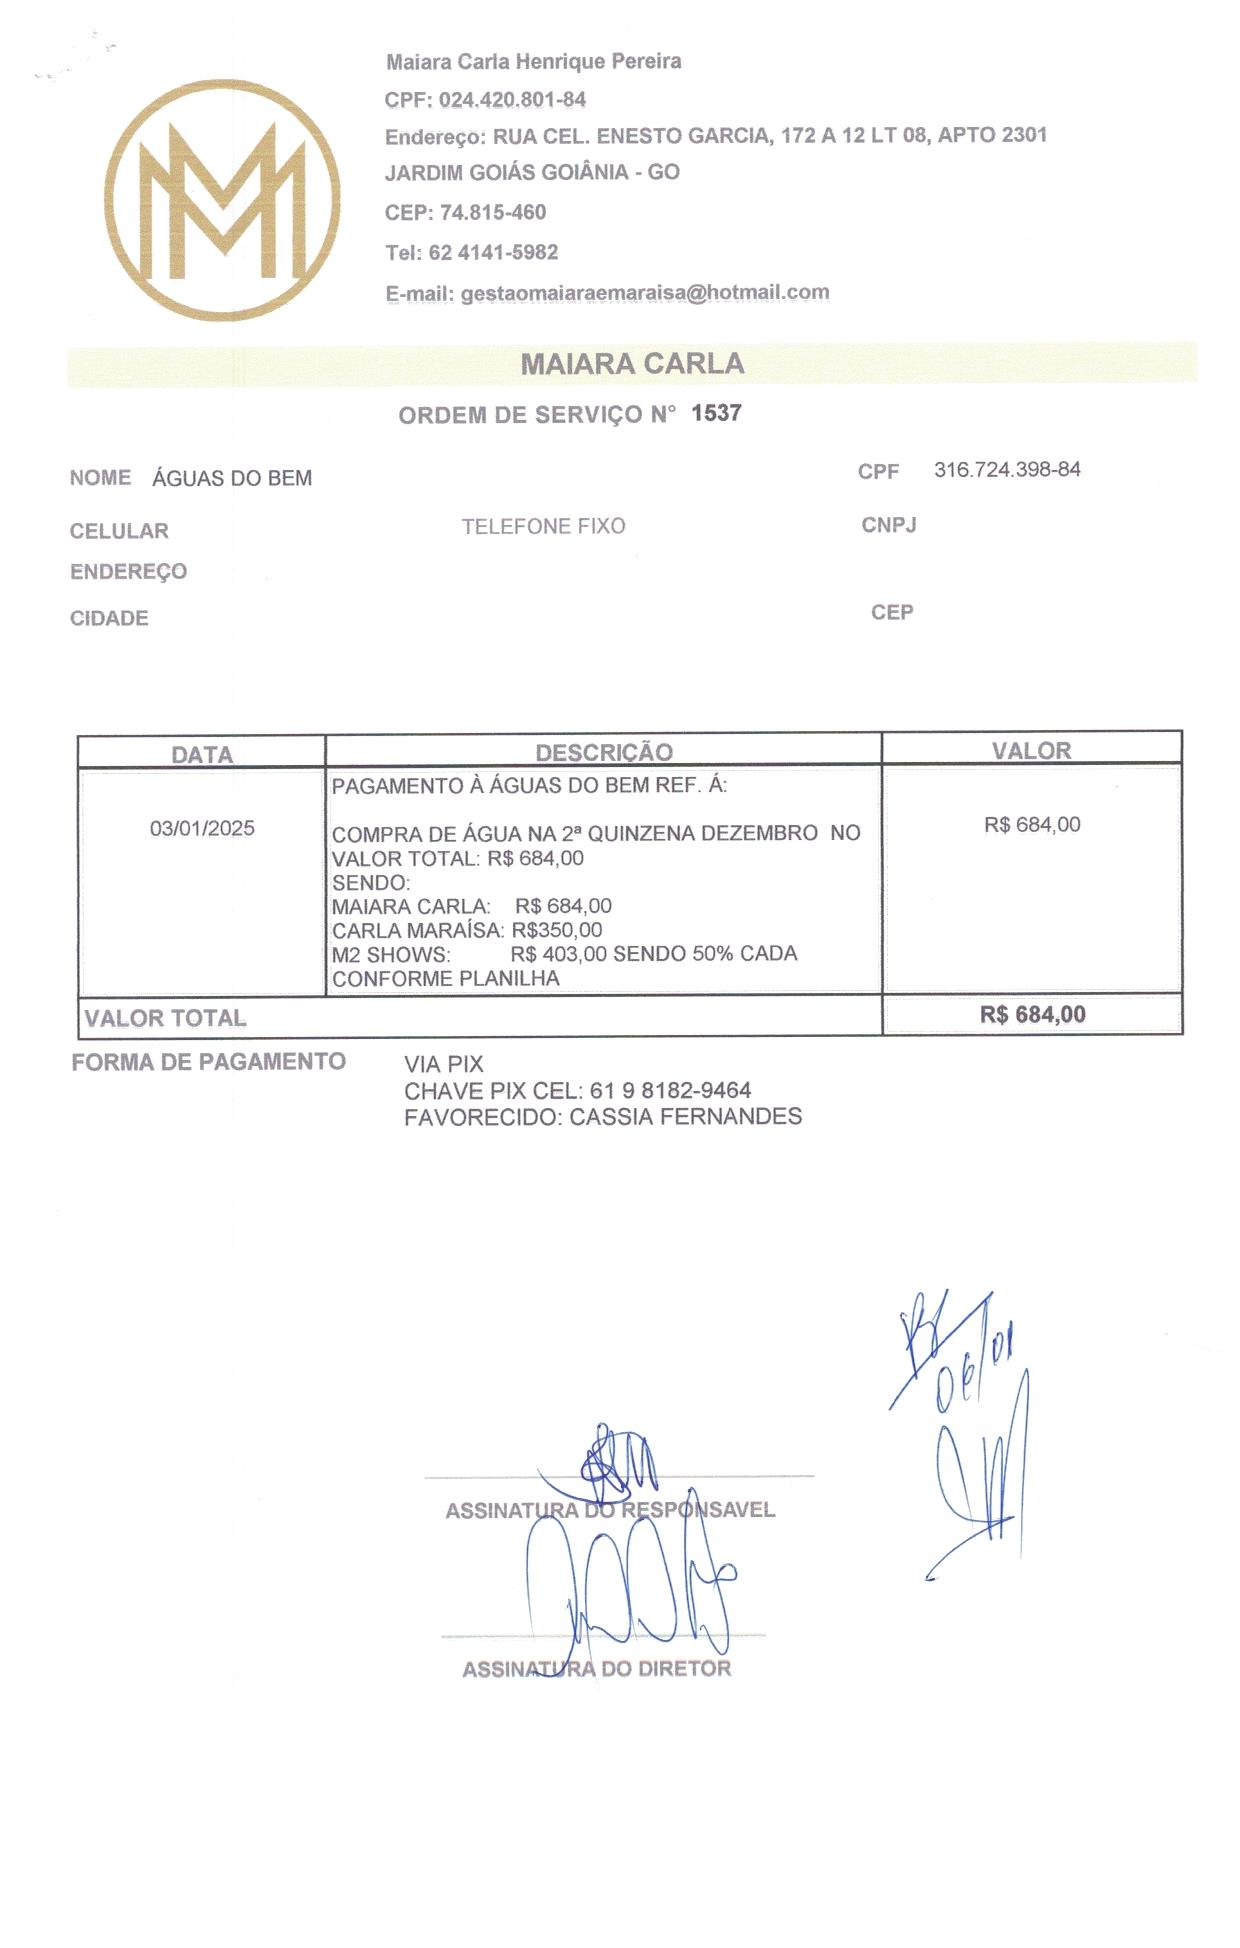 Maiara Carla Henrique Pereira
CPF: 024.420.801-84
Endereço: RUA CEL. ENESTO GARCIA, 172 A 12 LT 08, APTO 2301
JARDIM GOIÁS GOIÂNIA - GO
CEP: 74.815-460
Tel: 62 4141-5982
E-mail: gestaomaiaraemaraisa@hotmail.com
MAIARA CARLA
ORDEM DE SERVIÇO N° 1537
NOME ÁGUAS DO BEM CPF 316.724.398-84
CELULAR TELEFONE FIXO CNPJ
ENDEREÇO
CIDADE CEP
DATA DESCRIÇÃO VALOR
PAGAMENTO À ÁGUAS DO BEM REF. Á:
03/01/2025 COMPRA DE ÁGUA NA 2ª QUINZENA DEZEMBRO NO R$ 684,00
VALOR TOTAL: R$ 684,00
SENDO:
MAIARA CARLA: R$ 684,00
CARLA MARAÍSA: R$350,00
M2 SHOWS: R$ 403,00 SENDO 50% CADA
CONFORME PLANILHA
VALOR TOTAL R$ 684,00
FORMA DE PAGAMENTO VIA PIX
CHAVE PIX CEL: 61 9 8182-9464
FAVORECIDO: CASSIA FERNANDES
06/01
ASSINATURA DO RESPONSAVEL
ASSINATURA DO DIRETOR